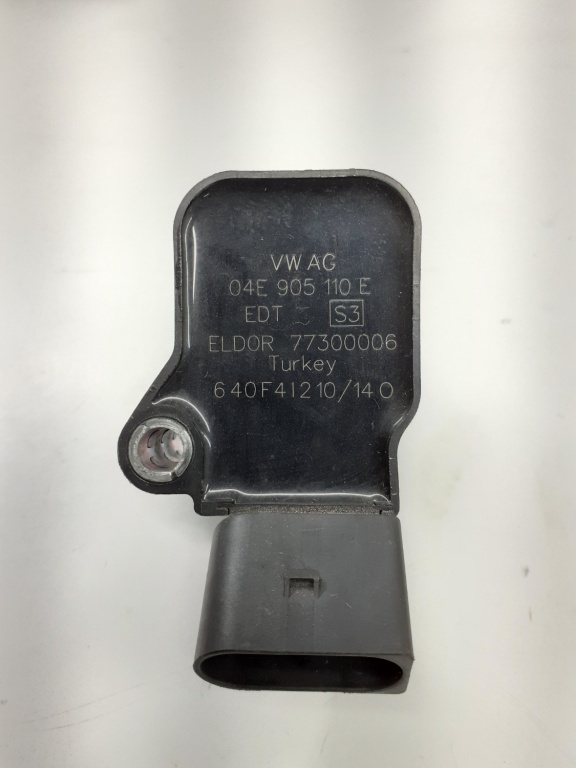 VW AG
04E 905 110 E
EDT S3
ELDOR 77300006
Turkey
640F41210/140